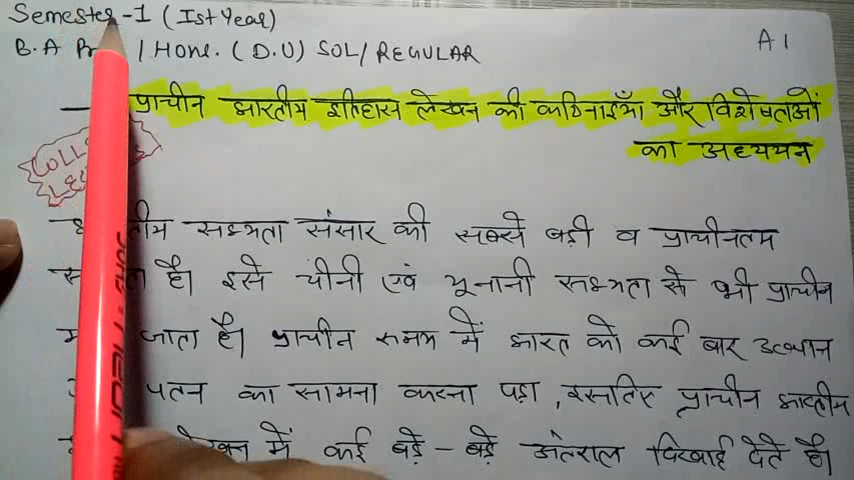 Semester-1 (Ist Year)
B.A / Hons. (D.U) SOL/REGULAR
A1
प्राचीन भारतीय इतिहास लेखन की कठिनाइयाँ और विशेषताओं
का अध्ययन
सभ्यता संसार की सबसे बड़ी व प्राचीनतम
है। इसे चीनी एवं यूनानी सभ्यता से भी प्राचीन
जाता है। प्राचीन समय में भारत को कई बार उत्थान
पतन का सामना करना पड़ा, इसलिए प्राचीन भारतीय
में कई बड़े - बड़े अंतराल दिखाई देते है।